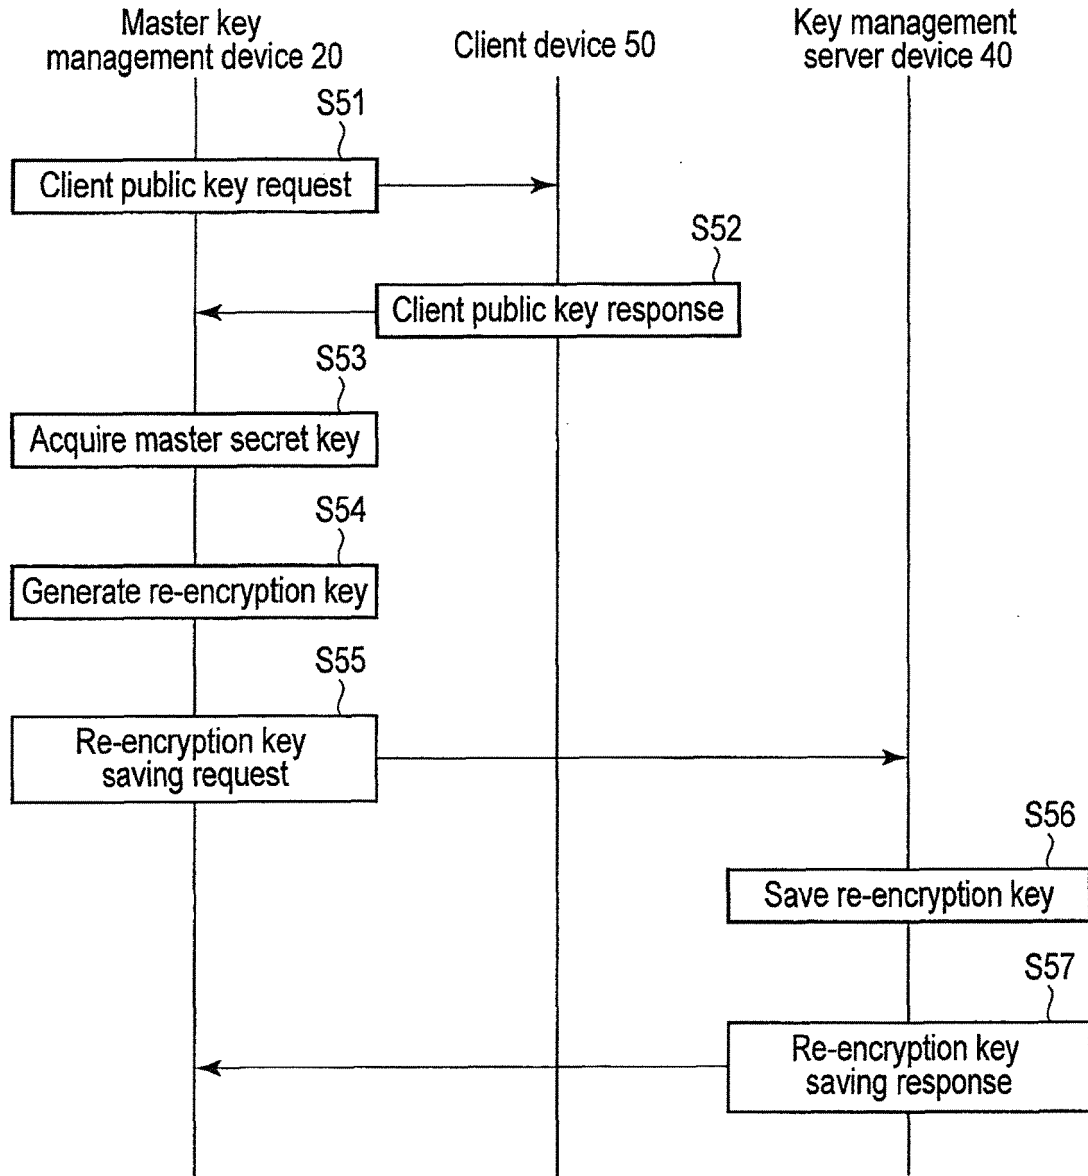 Master key
management device 20
Client device 50
Key management
server device 40
S51
Client public key request
S52
Client public key response
S53
Acquire master secret key
S54
Generate re-encryption key
S55
Re-encryption key
saving request
S56
Save re-encryption key
S57
Re-encryption key
saving response